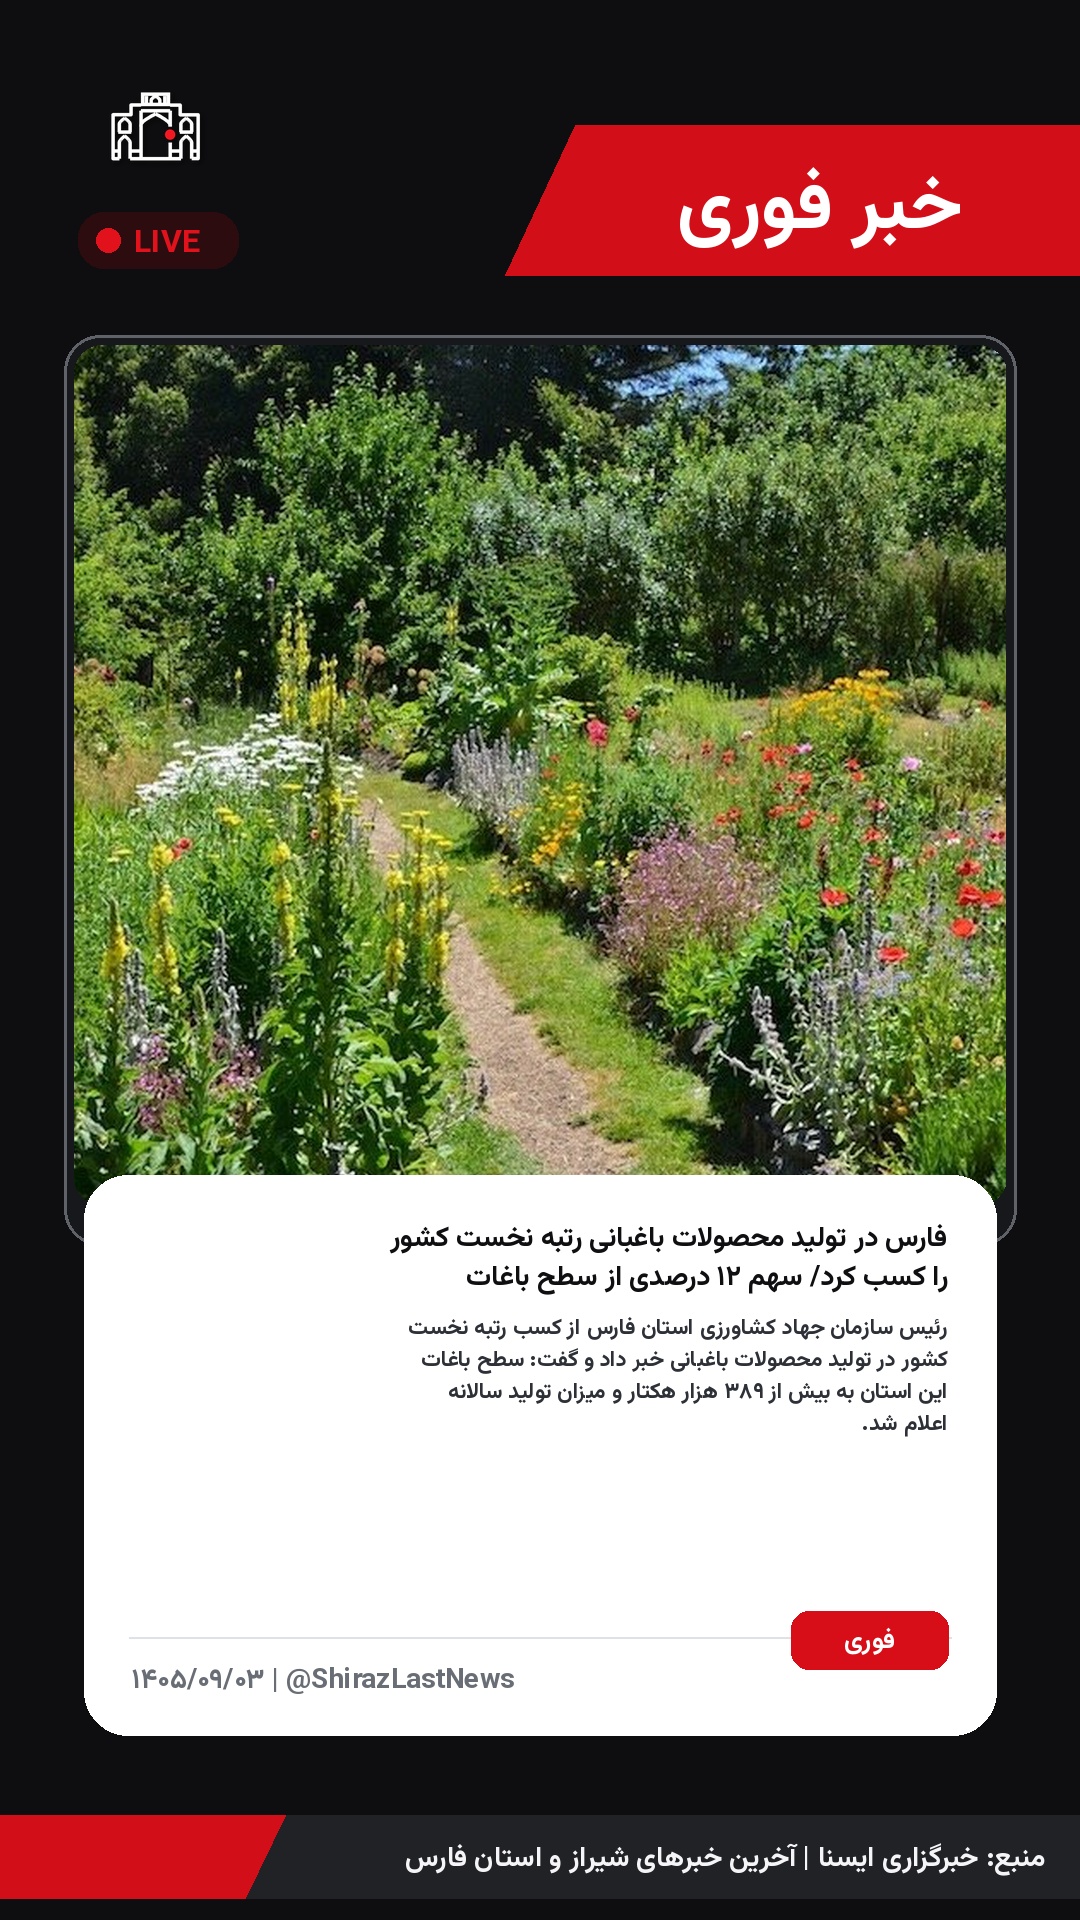 خبر فوری
LIVE
فارس در تولید محصولات باغبانی رتبه نخست کشور
را کسب کرد/ سهم ۱۲ درصدی از سطح باغات
رئیس سازمان جهاد کشاورزی استان فارس از کسب رتبه نخست
کشور در تولید محصولات باغبانی خبر داد و گفت: سطح باغات
این استان به بیش از ۳۸۹ هزار هکتار و میزان تولید سالانه
اعلام شد.
فوری
۱۴۰۵/۰۹/۰۳ | @ShirazLastNews
منبع: خبرگزاری ایسنا | آخرین خبرهای شیراز و استان فارس